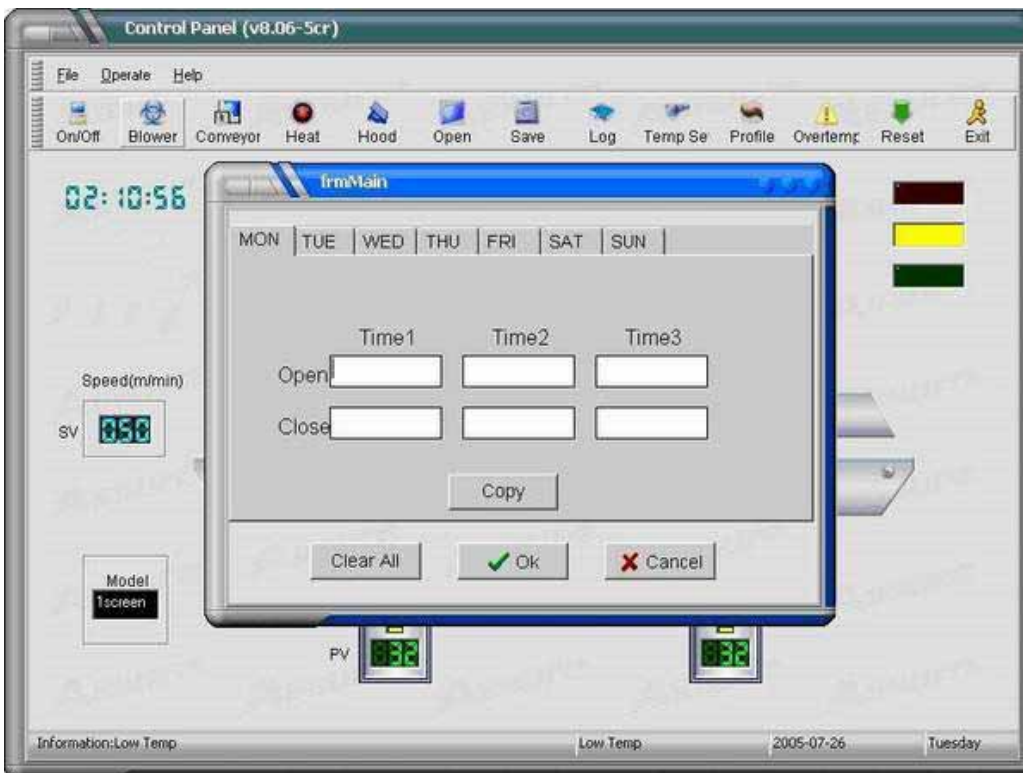 Control Panel (v8.06-5cr)
File Operate Help
On/Off Blower Conveyor Heat Hood Open Save Log Temp Se Profile Overtemp Reset Exit
02:10:56
frmMain
MON TUE WED THU FRI SAT SUN
Time1 Time2 Time3
Open
Close
Copy
Clear All Ok Cancel
Speed(m/min)
SV 050
Model
1screen
PV 032 032
Information:Low Temp Low Temp 2005-07-26 Tuesday